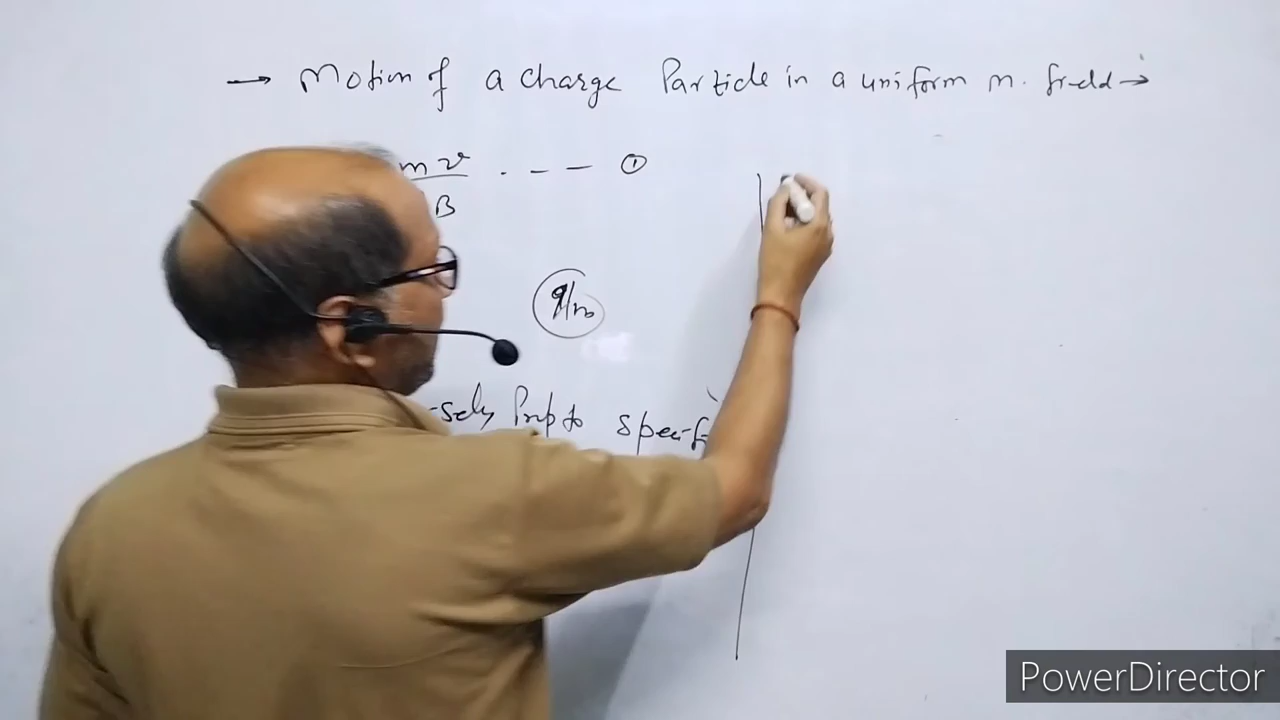 → Motion of a charge Particle in a uniform m. field →
mv - - - ①
B
q/m
sely Prop to specif
PowerDirector